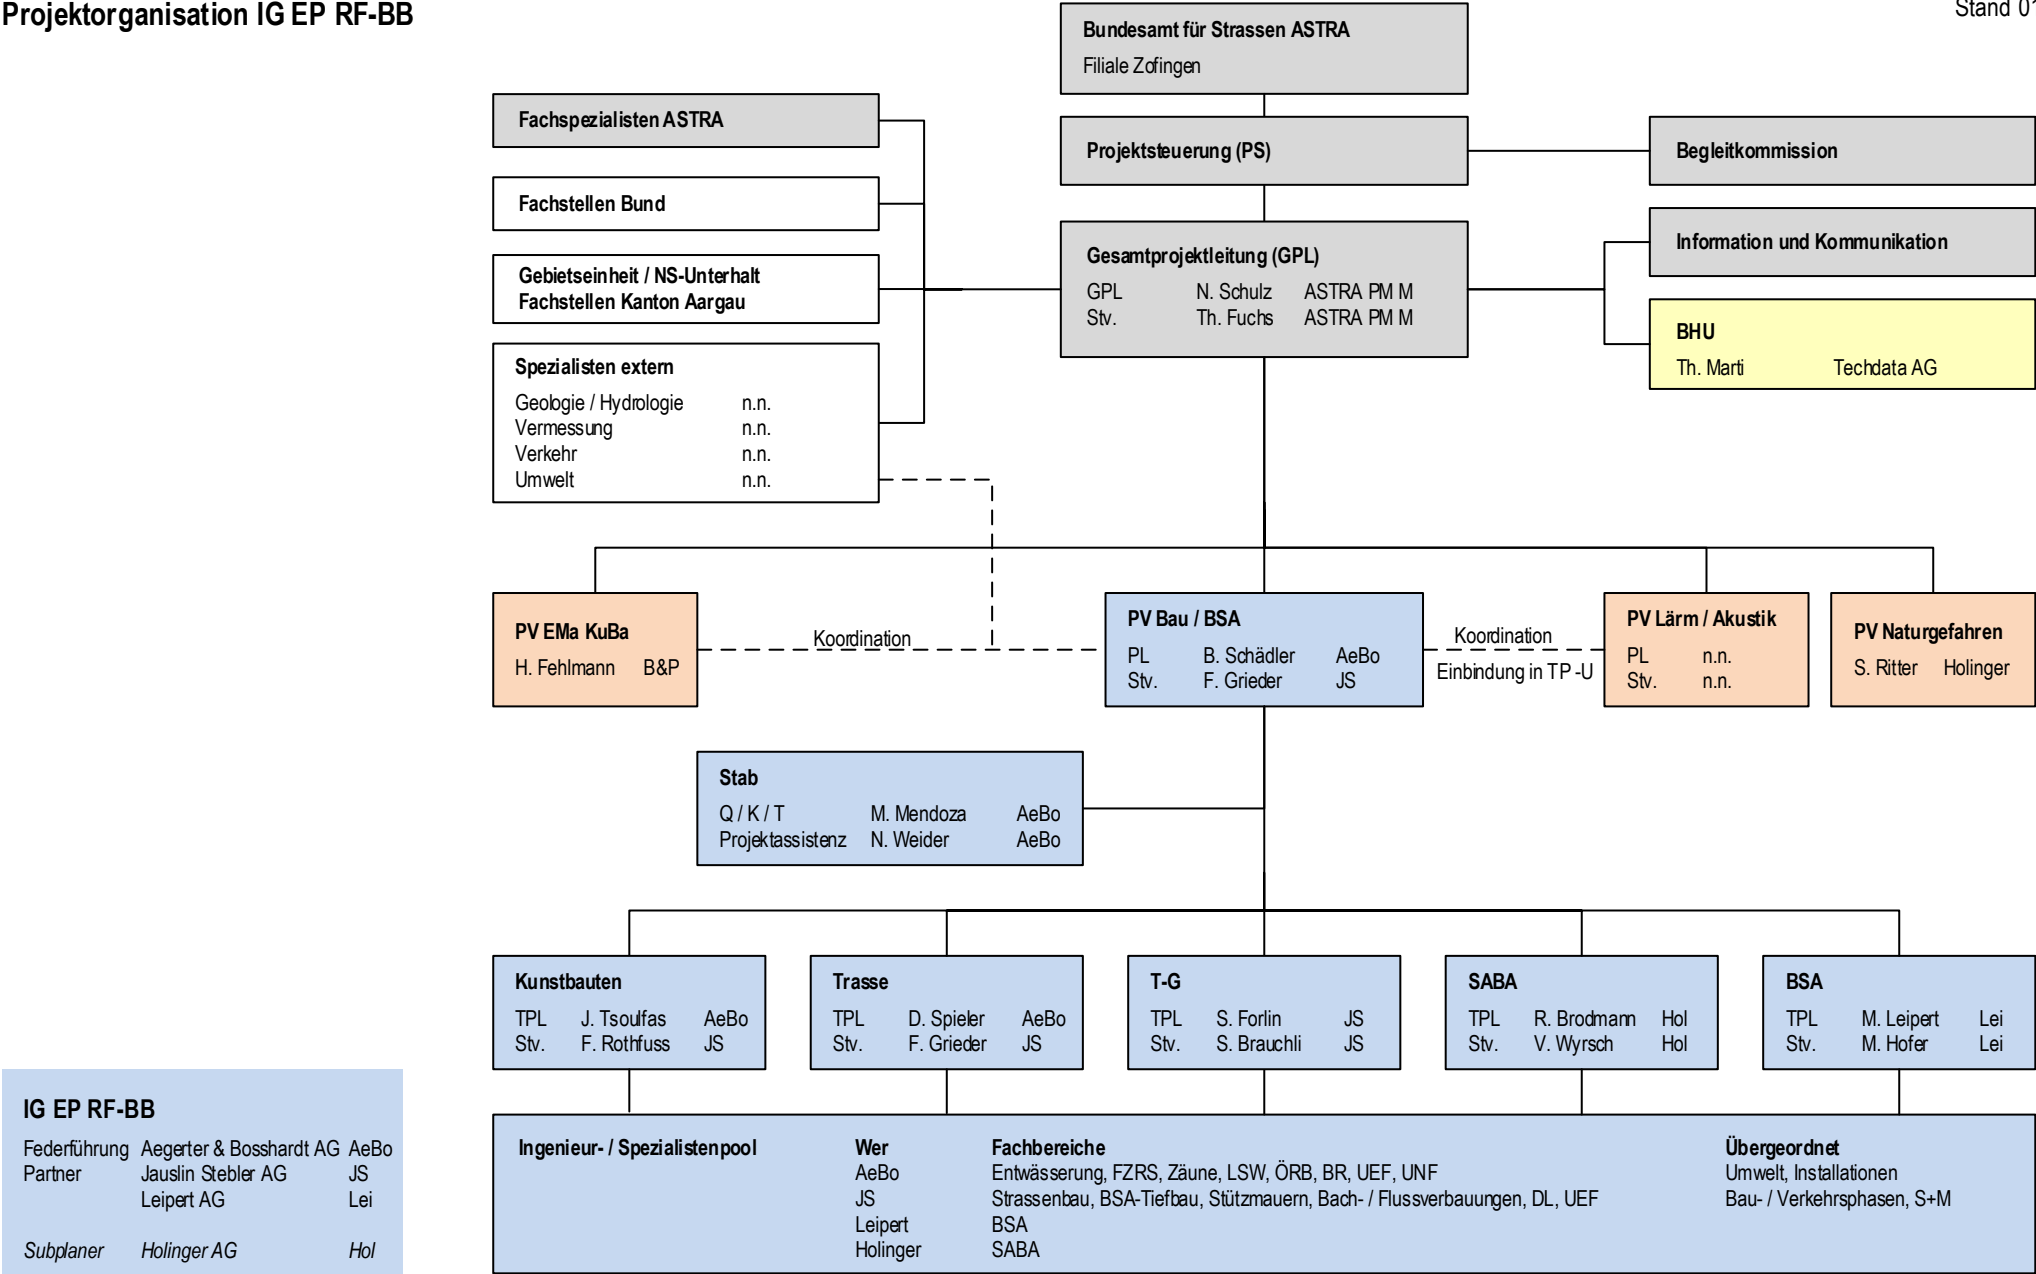 Projektorganisation IG EP RF-BB
Stand 01
Bundesamt für Strassen ASTRA
Filiale Zofingen
Fachspezialisten ASTRA
Projektsteuerung (PS)
Begleitkommission
Fachstellen Bund
Gesamtprojektleitung (GPL)
GPL N. Schulz ASTRA PM M
Stv. Th. Fuchs ASTRA PM M
Information und Kommunikation
Gebietseinheit / NS-Unterhalt
Fachstellen Kanton Aargau
BHU
Th. Marti Techdata AG
Spezialisten extern
Geologie / Hydrologie n.n.
Vermessung n.n.
Verkehr n.n.
Umwelt n.n.
PV EMa KuBa
H. Fehlmann B&P
Koordination
PV Bau / BSA
PL B. Schädler AeBo
Stv. F. Grieder JS
Koordination
Einbindung in TP-U
PV Lärm / Akustik
PL n.n.
Stv. n.n.
PV Naturgefahren
S. Ritter Holinger
Stab
Q / K / T M. Mendoza AeBo
Projektassistenz N. Weider AeBo
Kunstbauten
TPL J. Tsoulfas AeBo
Stv. F. Rothfuss JS
Trasse
TPL D. Spieler AeBo
Stv. F. Grieder JS
T-G
TPL S. Forlin JS
Stv. S. Brauchli JS
SABA
TPL R. Brodmann Hol
Stv. V. Wyrsch Hol
BSA
TPL M. Leipert Lei
Stv. M. Hofer Lei
IG EP RF-BB
Federführung Aegerter & Bosshardt AG AeBo
Partner Jauslin Stebler AG JS
Leipert AG Lei
Subplaner Holinger AG Hol
Ingenieur- / Spezialistenpool Wer Fachbereiche Übergeordnet
AeBo Entwässerung, FZRS, Zäune, LSW, ÖRB, BR, UEF, UNF Umwelt, Installationen
JS Strassenbau, BSA-Tiefbau, Stützmauern, Bach- / Flussverbauungen, DL, UEF Bau- / Verkehrsphasen, S+M
Leipert BSA
Holinger SABA